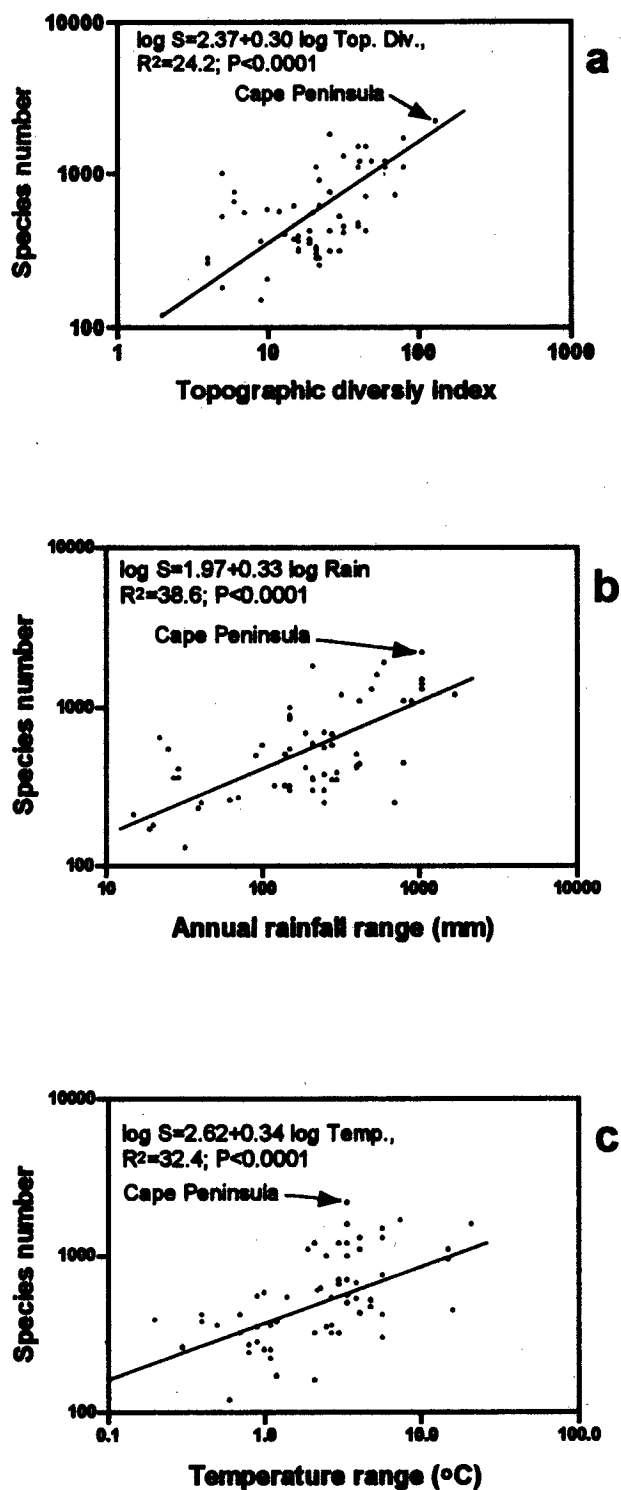 10000
log S=2.37+0.30 log Top. Div.,
R²=24.2; P<0.0001
a
Cape Peninsula
Species number
1000
100
1
10
100
1000
Topographic diversiy index
10000
log S=1.97+0.33 log Rain
R²=38.6; P<0.0001
b
Cape Peninsula
Species number
1000
100
10
100
1000
10000
Annual rainfall range (mm)
10000
log S=2.62+0.34 log Temp.,
R²=32.4; P<0.0001
c
Cape Peninsula
Species number
1000
100
0.1
1.0
10.0
100.0
Temperature range (ºC)